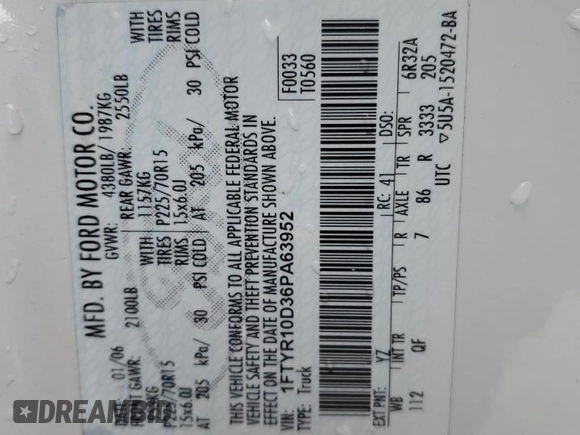 MFD. BY FORD MOTOR CO.
01/06 GVWR: 4380LB/ 1987KG
FRONT GAWR: 2100LB REAR GAWR: 2550LB
WITH 1157KG WITH
P225/70R15 TIRES P225/70R15 TIRES
15x6.0J RIMS 15x6.0J RIMS
AT 205 kPa/ 30 PSI COLD AT 205 kPa/ 30 PSI COLD
THIS VEHICLE CONFORMS TO ALL APPLICABLE FEDERAL MOTOR
VEHICLE SAFETY AND THEFT PREVENTION STANDARDS IN
EFFECT ON THE DATE OF MANUFACTURE SHOWN ABOVE.
VIN: 1FTYR10D36PA63952 F0033
TYPE: Truck T0560
EXT PNT: YZ RC: 41 DSO:
WB INT TR TP/PS R AXLE TR SPR 6R32A
112 QF 7 86 R 3333 205
UTC ▽5U5A-1520472-BA
DREAMBID